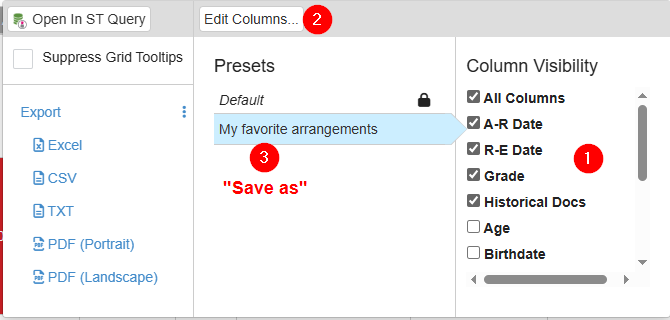 Open In ST Query
Edit Columns...
2
Suppress Grid Tooltips
Export
Excel
CSV
TXT
PDF (Portrait)
PDF (Landscape)
Presets
Default
My favorite arrangements
3
"Save as"
Column Visibility
All Columns
A-R Date
R-E Date
1
Grade
Historical Docs
Age
Birthdate